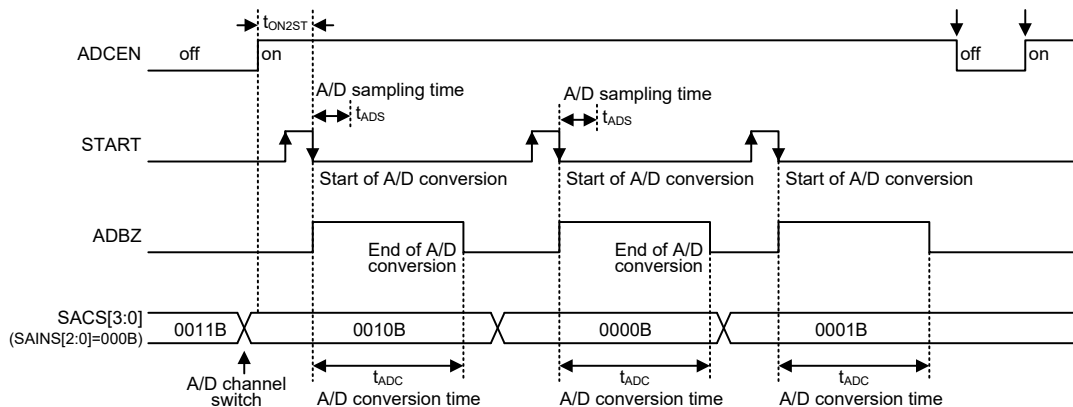 tON2ST
ADCEN off on off on
A/D sampling time A/D sampling time
tADS tADS
START
Start of A/D conversion Start of A/D conversion Start of A/D conversion
ADBZ
End of A/D conversion End of A/D conversion
SACS[3:0]
(SAINS[2:0]=000B)
0011B 0010B 0000B 0001B
A/D channel switch
tADC tADC tADC
A/D conversion time A/D conversion time A/D conversion time